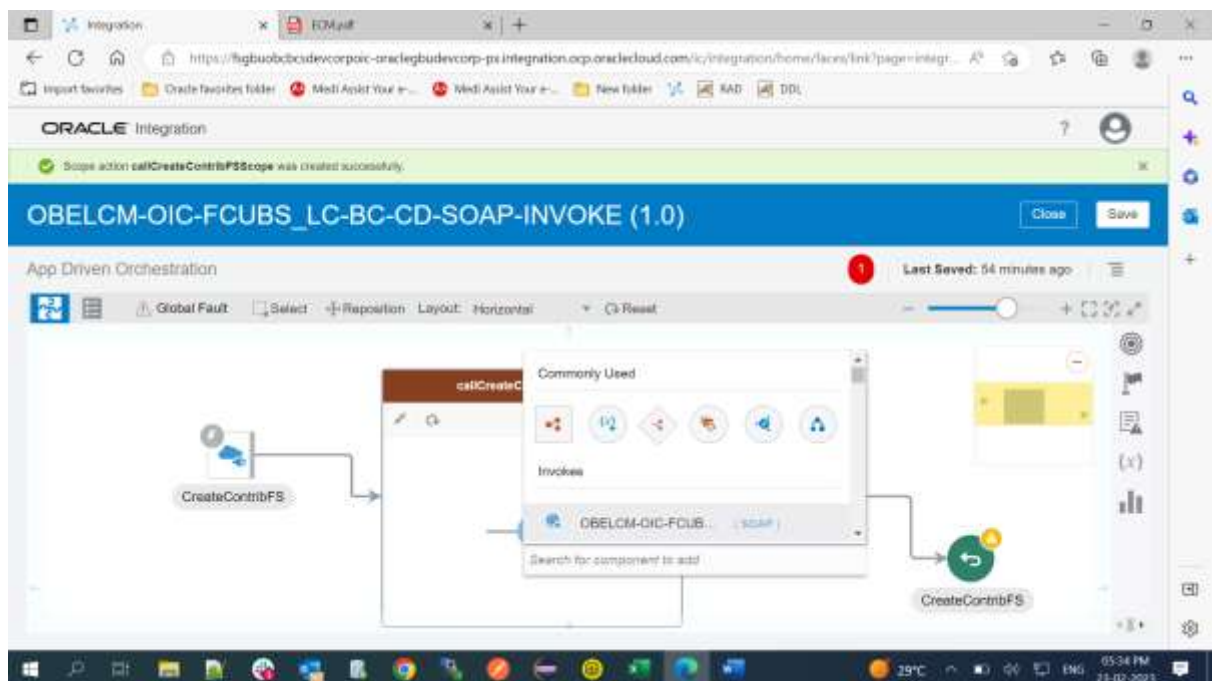 Integration
ECM.pdf
https://fsgbuobcbcsdevcorpoic-oraclegbudevcorp-px.integration.ocp.oraclecloud.com/ic/integration/home/faces/link?page=integr...
Import favorites Oracle favorites folder Medi Assist Your e-... Medi Assist Your e-... New folder RAD DDL
ORACLE Integration ?
Scope action callCreateContribFSScope was created successfully.
OBELCM-OIC-FCUBS_LC-BC-CD-SOAP-INVOKE (1.0) Close Save
App Driven Orchestration 1 Last Saved: 54 minutes ago
Global Fault Select Reposition Layout: Horizontal Reset
callCreateC
Commonly Used
Invokes
OBELCM-OIC-FCUB... (SOAP)
Search for component to add
CreateContribFS
CreateContribFS
29°C ENG 05:34 PM
23-02-2023